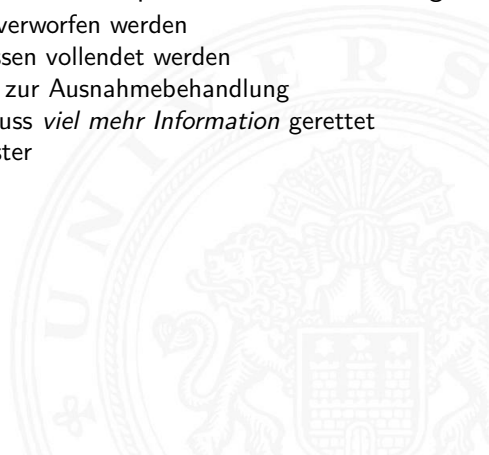 verworfen werden
ssen vollendet werden
zur Ausnahmebehandlung
uss viel mehr Information gerettet
ster
U N I V E R S